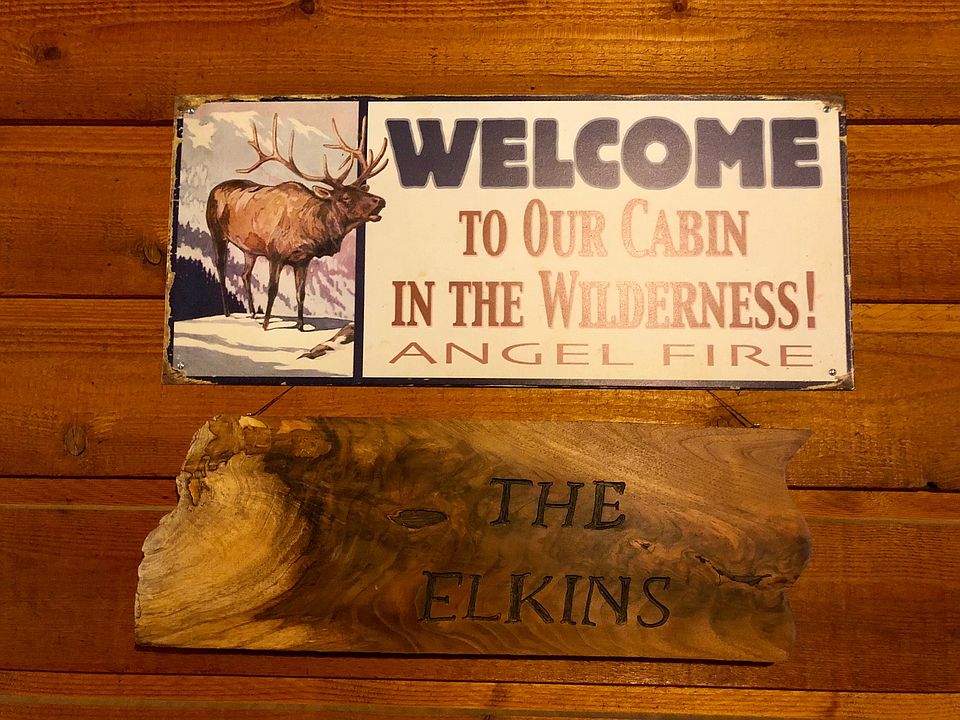 WELCOME
TO OUR CABIN
IN THE WILDERNESS!
ANGEL FIRE
THE
ELKINS